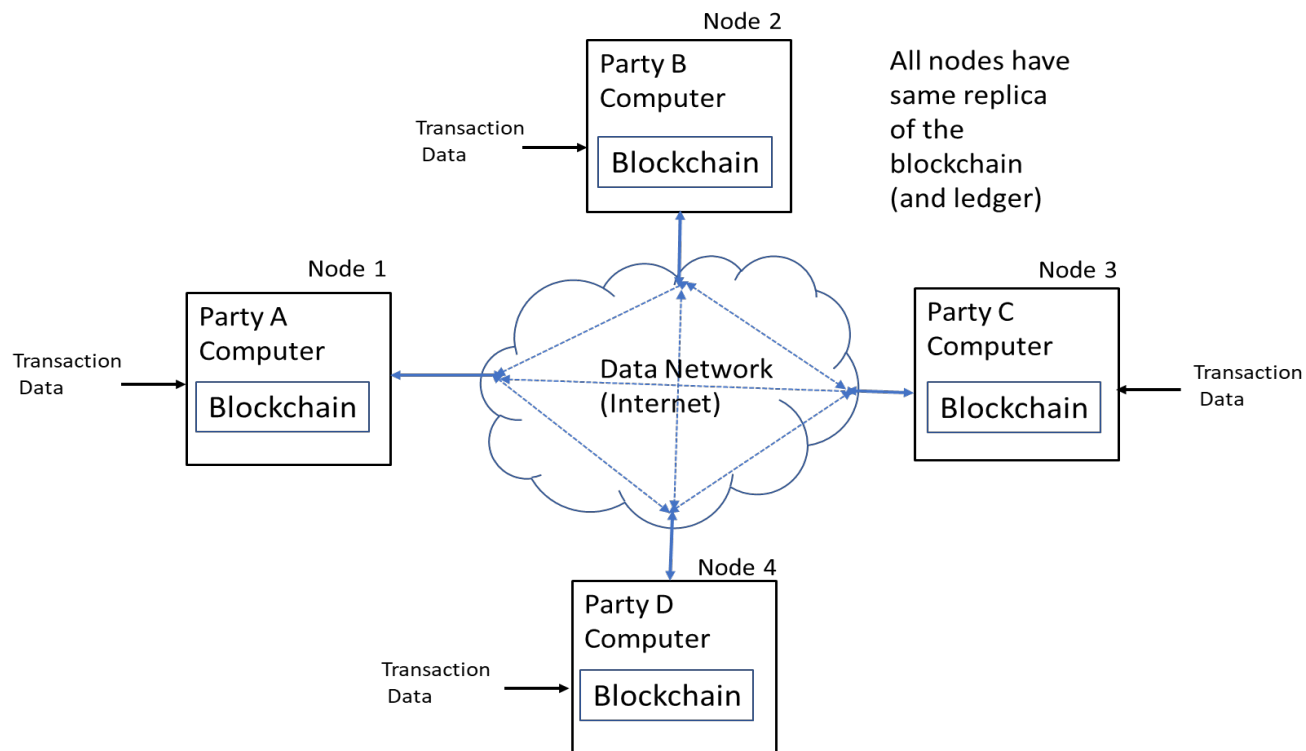 Node 2
Party B
Computer
Blockchain
Transaction
Data
All nodes have
same replica
of the
blockchain
(and ledger)
Node 1
Party A
Computer
Blockchain
Transaction
Data
Data Network
(Internet)
Node 3
Party C
Computer
Blockchain
Transaction
Data
Node 4
Party D
Computer
Blockchain
Transaction
Data